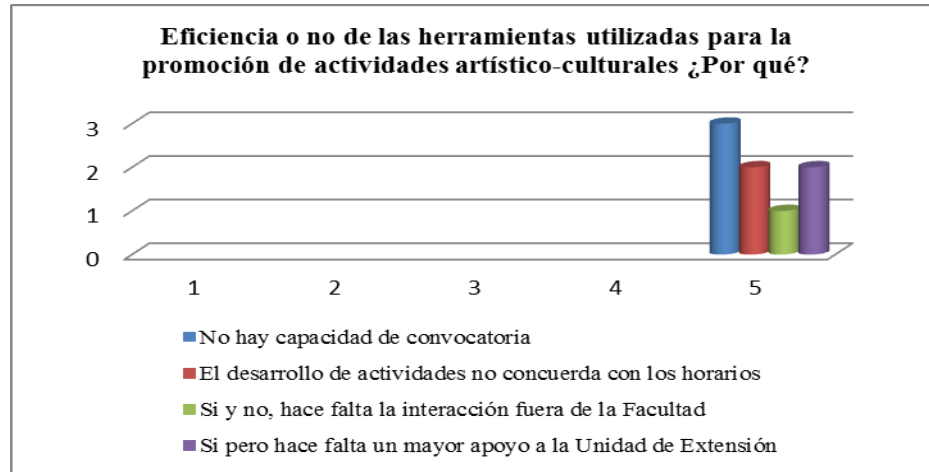 Eficiencia o no de las herramientas utilizadas para la
promoción de actividades artístico-culturales ¿Por qué?
3
2
1
0
1 2 3 4 5
No hay capacidad de convocatoria
El desarrollo de actividades no concuerda con los horarios
Si y no, hace falta la interacción fuera de la Facultad
Si pero hace falta un mayor apoyo a la Unidad de Extensión